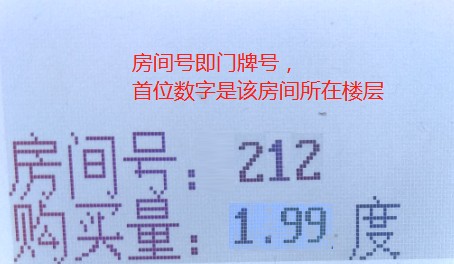 房间号即门牌号，
首位数字是该房间所在楼层
房间号：212
购买量：1.99 度